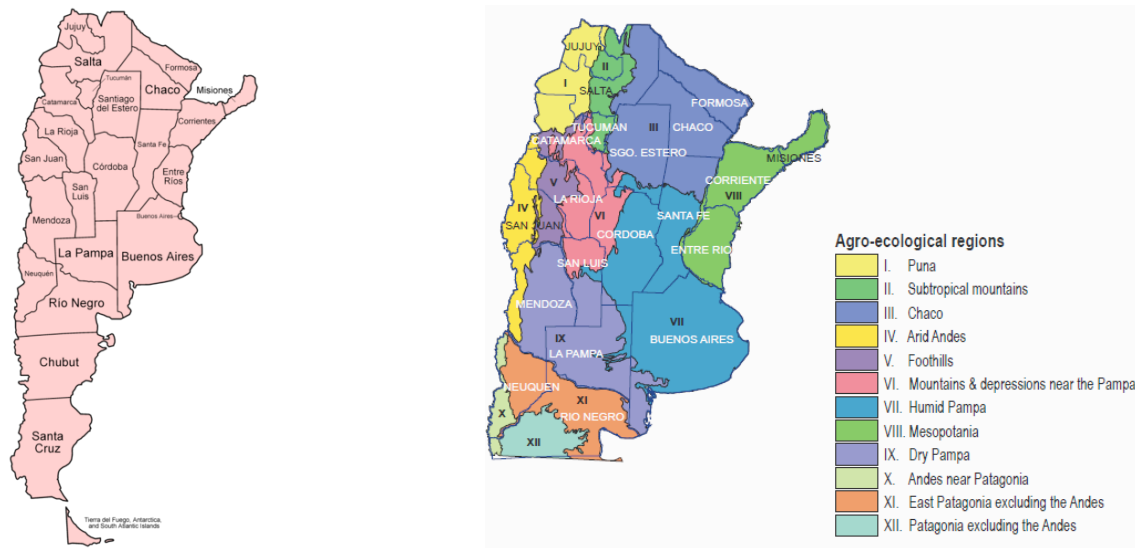 Jujuy
Salta
Formosa
Tucumán
Catamarca
Santiago
del Estero
Chaco
Misiones
Corrientes
La Rioja
Santa Fe
San Juan
Córdoba
Entre
Ríos
San
Luis
Mendoza
Buenos Aires
La Pampa
Buenos Aires
Neuquén
Río Negro
Chubut
Santa
Cruz
Tierra del Fuego, Antarctica,
and South Atlantic Islands
JUJUY
II
I
SALTA
FORMOSA
TUCUMAN
III
CHACO
CATAMARCA
SGO. ESTERO
MISIONES
V
CORRIENTE
LA RIOJA
VIII
IV
VI
SANTA FE
SAN JUAN
CORDOBA
ENTRE RIO
SAN LUIS
MENDOZA
VII
IX
BUENOS AIRES
LA PAMPA
NEUQUEN
XI
X
RIO NEGRO
XII
Agro-ecological regions
I. Puna
II. Subtropical mountains
III. Chaco
IV. Arid Andes
V. Foothills
VI. Mountains & depressions near the Pampa
VII. Humid Pampa
VIII. Mesopotania
IX. Dry Pampa
X. Andes near Patagonia
XI. East Patagonia excluding the Andes
XII. Patagonia excluding the Andes